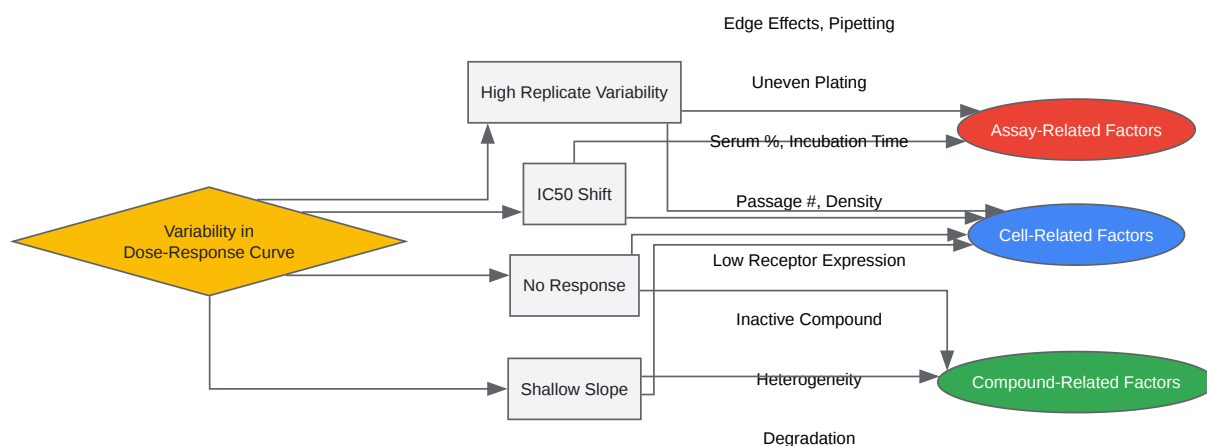 Edge Effects, Pipetting
High Replicate Variability
Uneven Plating
Assay-Related Factors
Serum %, Incubation Time
IC50 Shift
Passage #, Density
Variability in
Dose-Response Curve
Cell-Related Factors
Low Receptor Expression
No Response
Inactive Compound
Heterogeneity
Shallow Slope
Compound-Related Factors
Degradation